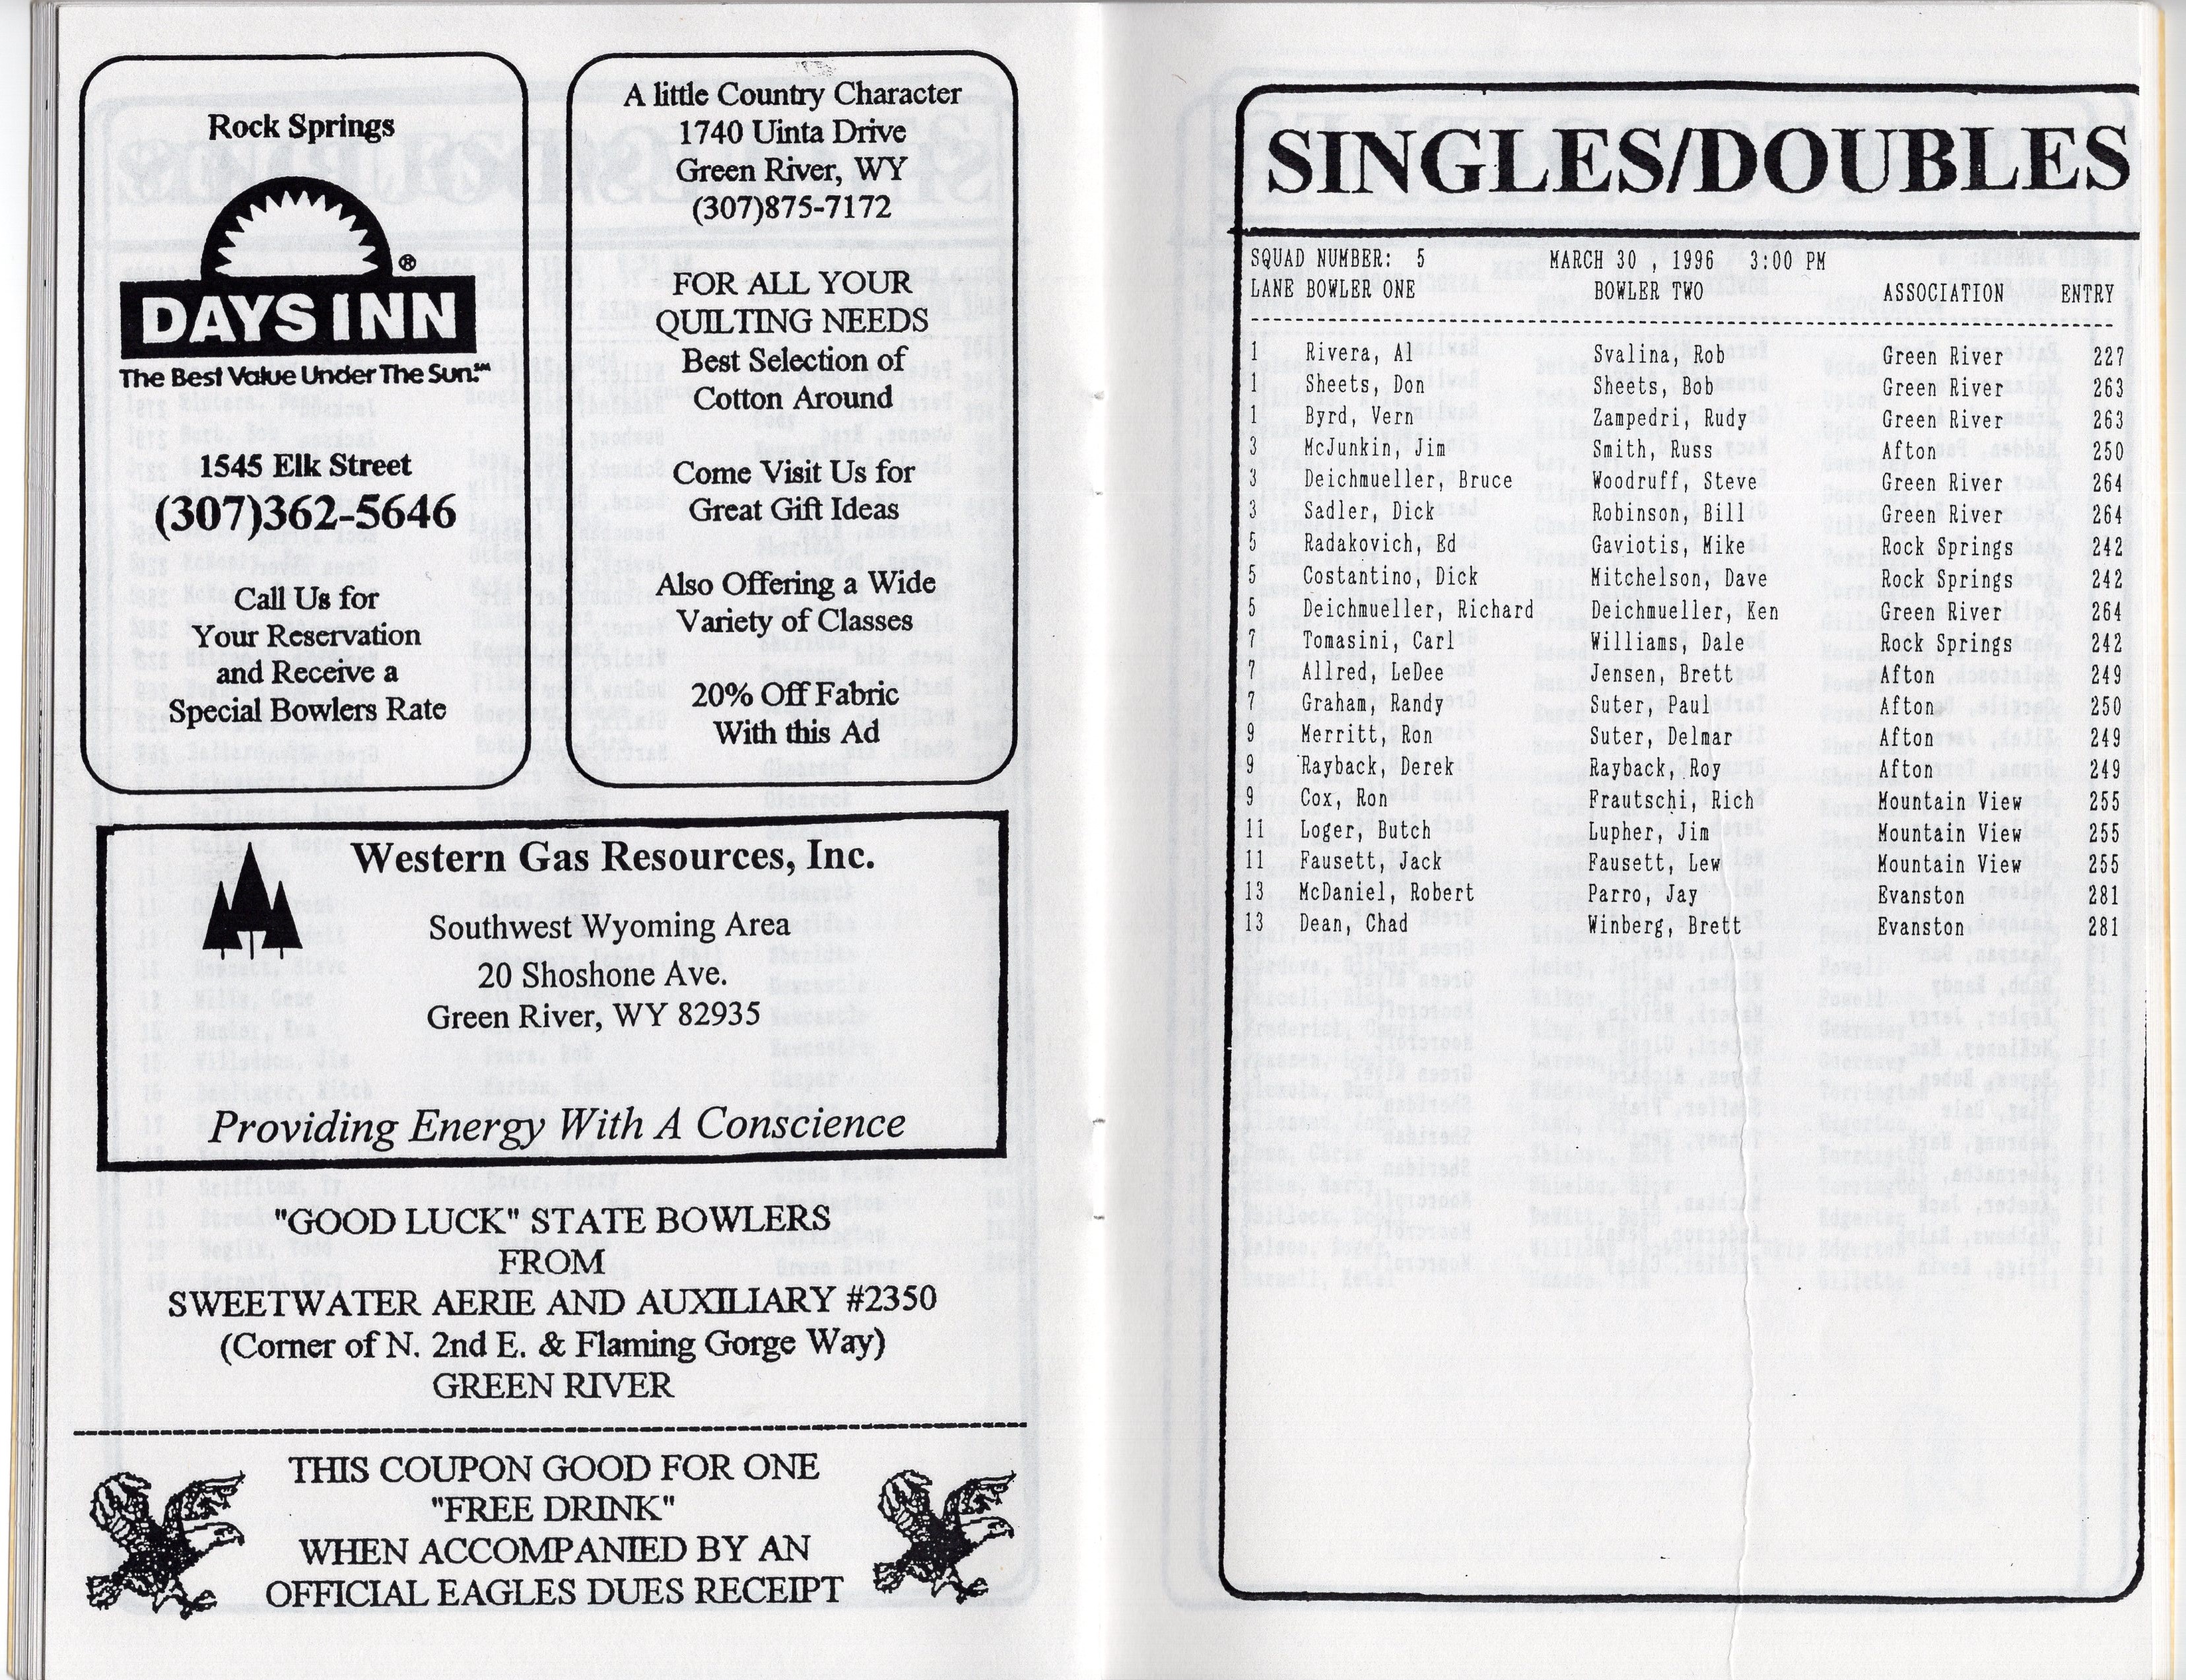 Rock Springs
®
DAYS INN
The Best Value Under The Sun.℠
1545 Elk Street
(307)362-5646
Call Us for
Your Reservation
and Receive a
Special Bowlers Rate
A little Country Character
1740 Uinta Drive
Green River, WY
(307)875-7172
FOR ALL YOUR
QUILTING NEEDS
Best Selection of
Cotton Around
Come Visit Us for
Great Gift Ideas
Also Offering a Wide
Variety of Classes
20% Off Fabric
With this Ad
Western Gas Resources, Inc.
Southwest Wyoming Area
20 Shoshone Ave.
Green River, WY 82935
Providing Energy With A Conscience
"GOOD LUCK" STATE BOWLERS
FROM
SWEETWATER AERIE AND AUXILIARY #2350
(Corner of N. 2nd E. & Flaming Gorge Way)
GREEN RIVER
THIS COUPON GOOD FOR ONE
"FREE DRINK"
WHEN ACCOMPANIED BY AN
OFFICIAL EAGLES DUES RECEIPT
SINGLES/DOUBLES
SQUAD NUMBER: 5 MARCH 30 , 1996 3:00 PM
LANE BOWLER ONE BOWLER TWO ASSOCIATION ENTRY
1 Rivera, Al Svalina, Rob Green River 227
1 Sheets, Don Sheets, Bob Green River 263
1 Byrd, Vern Zampedri, Rudy Green River 263
3 McJunkin, Jim Smith, Russ Afton 250
3 Deichmueller, Bruce Woodruff, Steve Green River 264
3 Sadler, Dick Robinson, Bill Green River 264
5 Radakovich, Ed Gaviotis, Mike Rock Springs 242
5 Costantino, Dick Mitchelson, Dave Rock Springs 242
5 Deichmueller, Richard Deichmueller, Ken Green River 264
7 Tomasini, Carl Williams, Dale Rock Springs 242
7 Allred, LeDee Jensen, Brett Afton 249
7 Graham, Randy Suter, Paul Afton 250
9 Merritt, Ron Suter, Delmar Afton 249
9 Rayback, Derek Rayback, Roy Afton 249
9 Cox, Ron Frautschi, Rich Mountain View 255
11 Loger, Butch Lupher, Jim Mountain View 255
11 Fausett, Jack Fausett, Lew Mountain View 255
13 McDaniel, Robert Parro, Jay Evanston 281
13 Dean, Chad Winberg, Brett Evanston 281